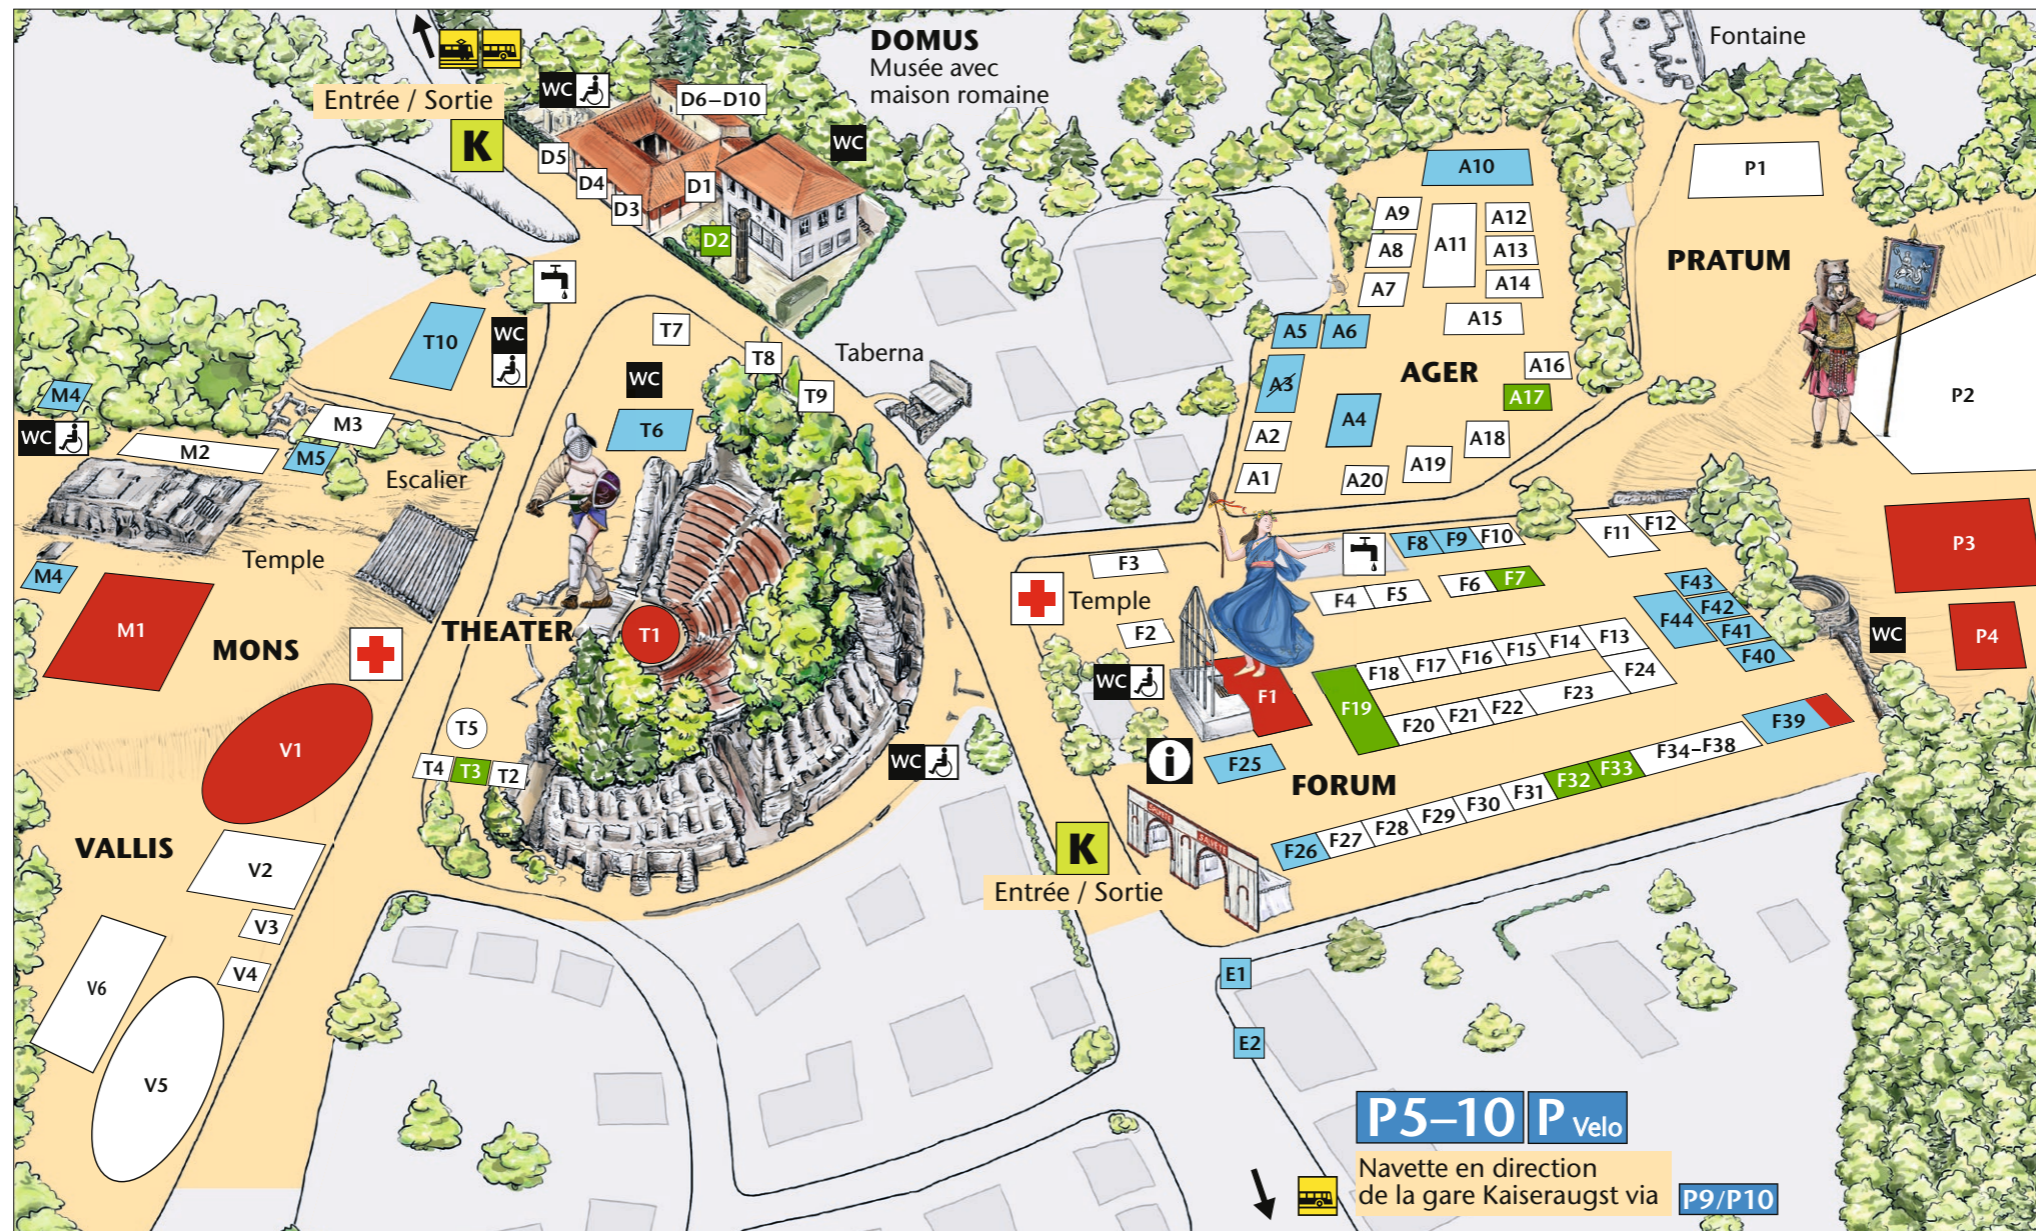 DOMUS
Musée avec
maison romaine
Fontaine
Entrée / Sortie
K
WC
D6–D10
WC
D5
D4
D3
D1
D2
A10
P1
A9
A8
A7
A11
A12
A13
A14
A15
PRATUM
T10
WC
T7
T8
T9
WC
T6
Taberna
A5
A6
A3
A4
A2
A1
AGER
A16
A17
A18
A19
A20
P2
M4
WC
M3
M2
M5
Escalier
Temple
M4
M1
MONS
THEATER
T1
F3
Temple
F2
WC
F1
F8
F9
F10
F11
F12
F4
F5
F6
F7
F43
F42
F41
F40
F44
P3
WC
P4
F13
F14
F15
F16
F17
F18
F19
F20
F21
F22
F23
F24
F39
F34–F38
F33
F32
F31
F30
F29
F28
F27
F26
F25
FORUM
i
V1
T5
T4
T3
T2
WC
VALLIS
V2
V3
V4
V6
V5
K
Entrée / Sortie
SALVETE
E1
E2
P5–10
P Velo
Navette en direction
de la gare Kaiseraugst via
P9/P10